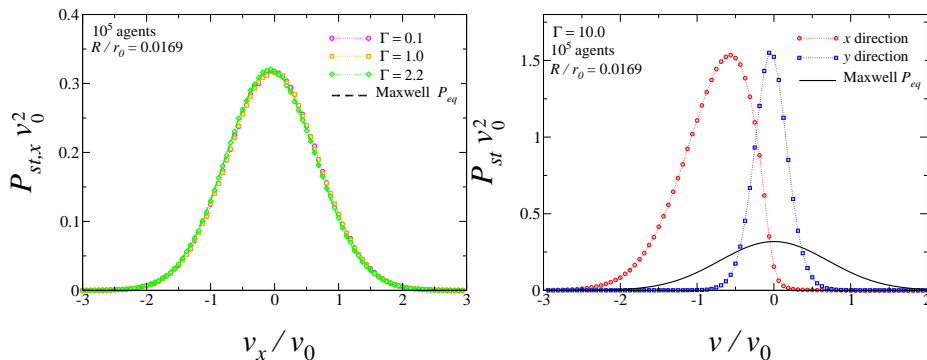 10⁵ agents
R / r₀ = 0.0169
Γ = 0.1
Γ = 1.0
Γ = 2.2
Maxwell P_eq
P_st,x v₀²
0.4
0.3
0.2
0.1
0
-3 -2 -1 0 1 2 3
v_x / v₀
Γ = 10.0
10⁵ agents
R / r₀ = 0.0169
x direction
y direction
Maxwell P_eq
P_st v₀²
1.5
1
0.5
0
-3 -2 -1 0 1 2
v / v₀